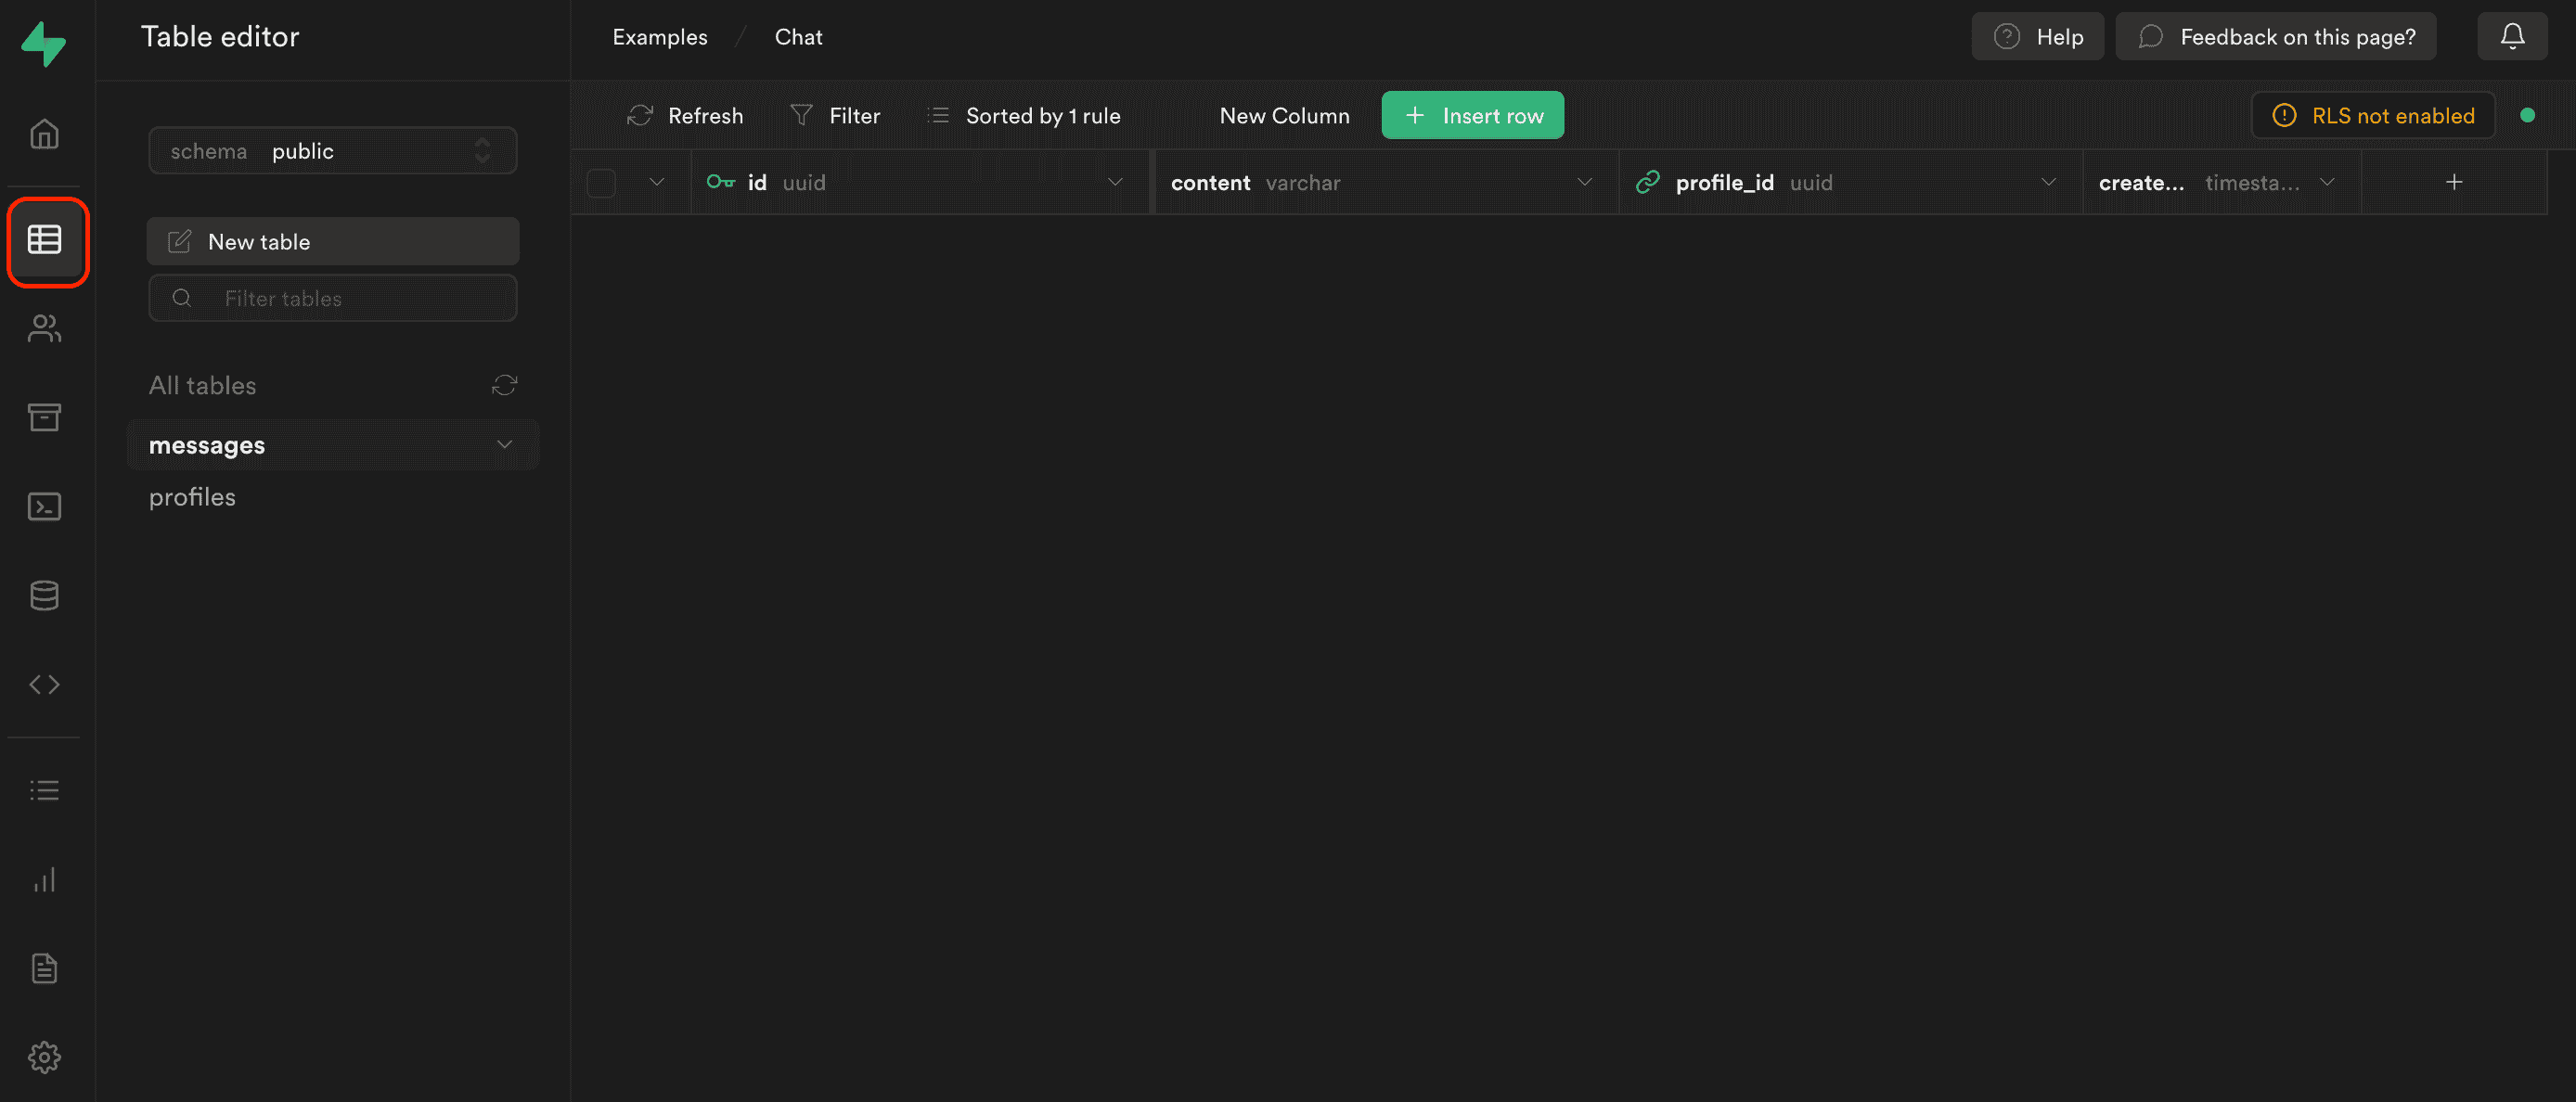 Table editor
Examples / Chat
Help
Feedback on this page?
schema public
New table
Filter tables
All tables
messages
profiles
Refresh
Filter
Sorted by 1 rule
New Column
+ Insert row
RLS not enabled
id uuid
content varchar
profile_id uuid
create... timesta...
+